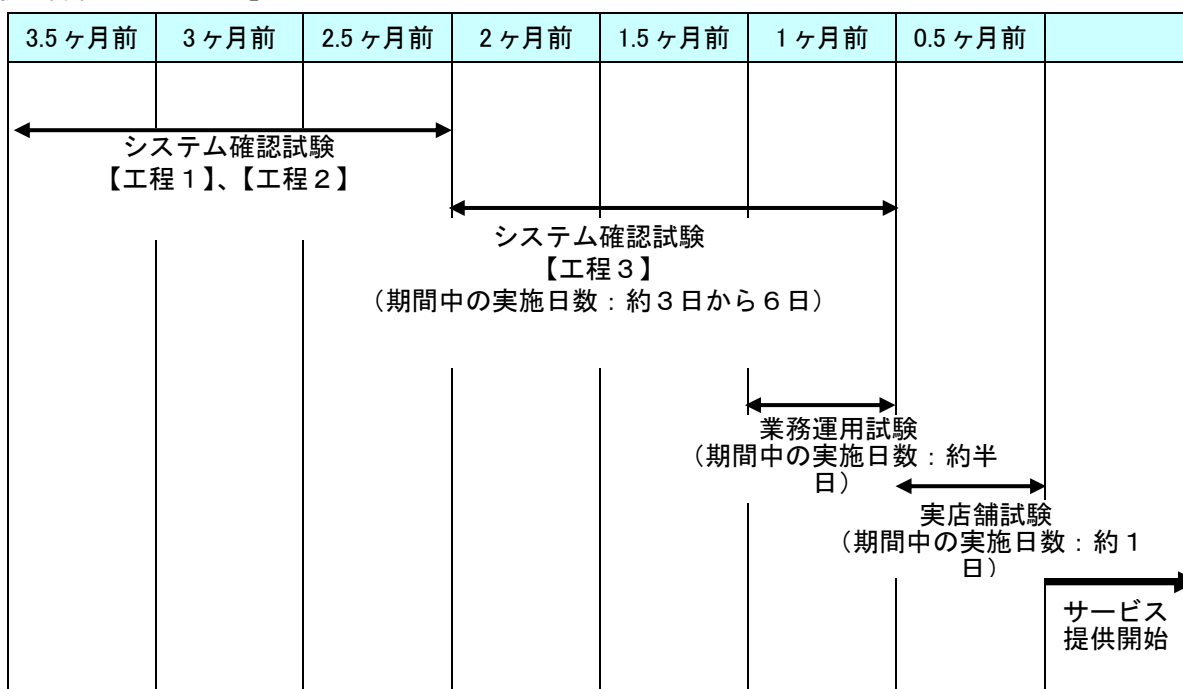 3.5 ヶ月前 3 ヶ月前 2.5 ヶ月前 2 ヶ月前 1.5 ヶ月前 1 ヶ月前 0.5 ヶ月前
システム確認試験
【工程１】、【工程２】
システム確認試験
【工程３】
（期間中の実施日数：約３日から６日）
業務運用試験
（期間中の実施日数：約半
日）
実店舗試験
（期間中の実施日数：約１
日）
サービス
提供開始